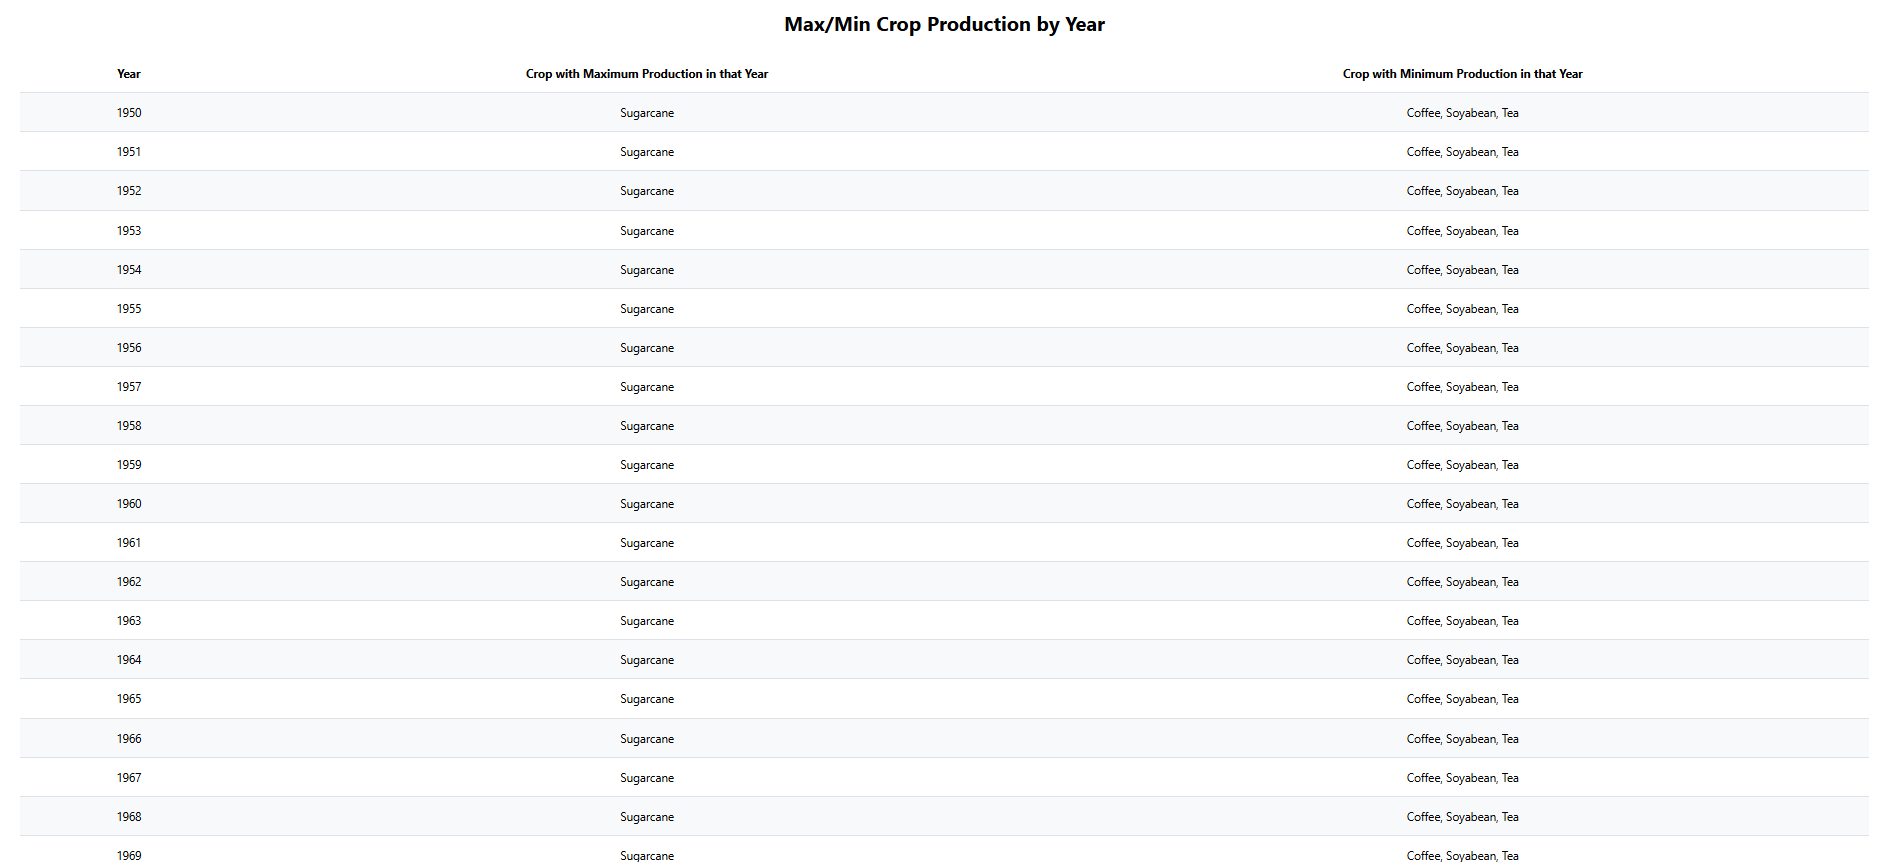 Max/Min Crop Production by Year
Year Crop with Maximum Production in that Year Crop with Minimum Production in that Year
1950 Sugarcane Coffee, Soyabean, Tea
1951 Sugarcane Coffee, Soyabean, Tea
1952 Sugarcane Coffee, Soyabean, Tea
1953 Sugarcane Coffee, Soyabean, Tea
1954 Sugarcane Coffee, Soyabean, Tea
1955 Sugarcane Coffee, Soyabean, Tea
1956 Sugarcane Coffee, Soyabean, Tea
1957 Sugarcane Coffee, Soyabean, Tea
1958 Sugarcane Coffee, Soyabean, Tea
1959 Sugarcane Coffee, Soyabean, Tea
1960 Sugarcane Coffee, Soyabean, Tea
1961 Sugarcane Coffee, Soyabean, Tea
1962 Sugarcane Coffee, Soyabean, Tea
1963 Sugarcane Coffee, Soyabean, Tea
1964 Sugarcane Coffee, Soyabean, Tea
1965 Sugarcane Coffee, Soyabean, Tea
1966 Sugarcane Coffee, Soyabean, Tea
1967 Sugarcane Coffee, Soyabean, Tea
1968 Sugarcane Coffee, Soyabean, Tea
1969 Sugarcane Coffee, Soyabean, Tea